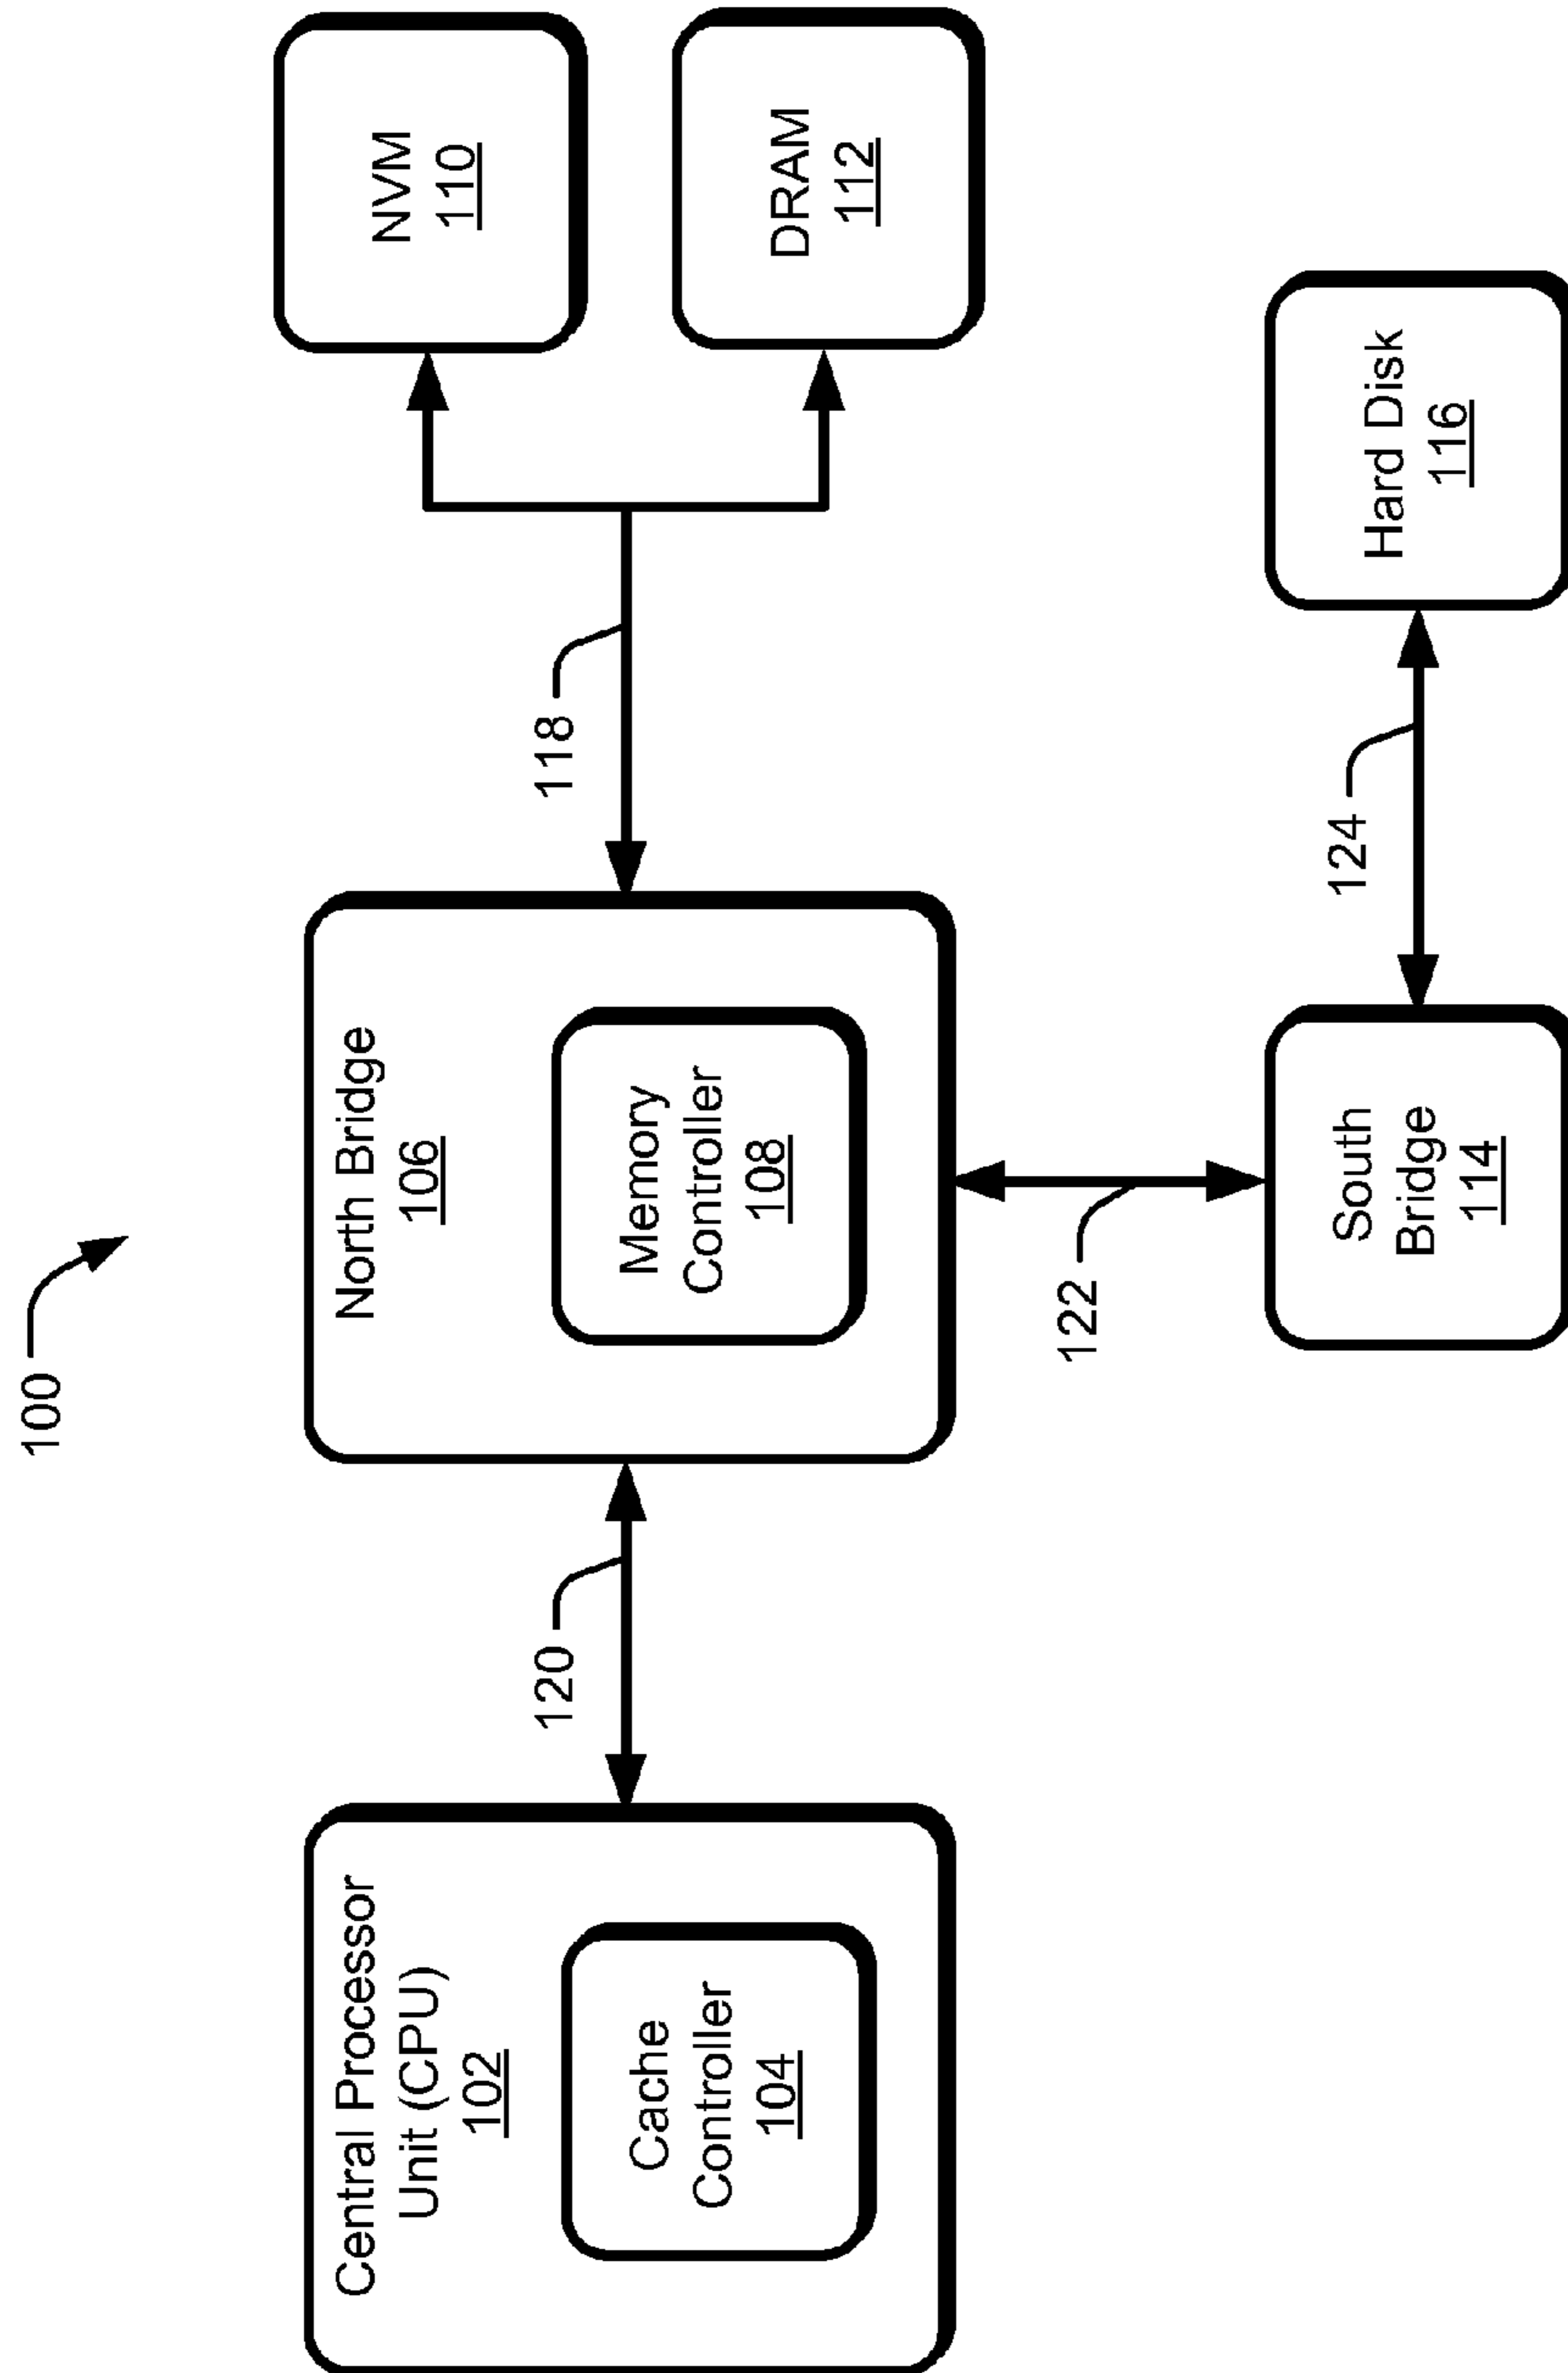 100
Central Processor
Unit (CPU)
102
Cache
Controller
104
120
North Bridge
106
Memory
Controller
108
118
NVM
110
DRAM
112
122
South
Bridge
114
124
Hard Disk
116